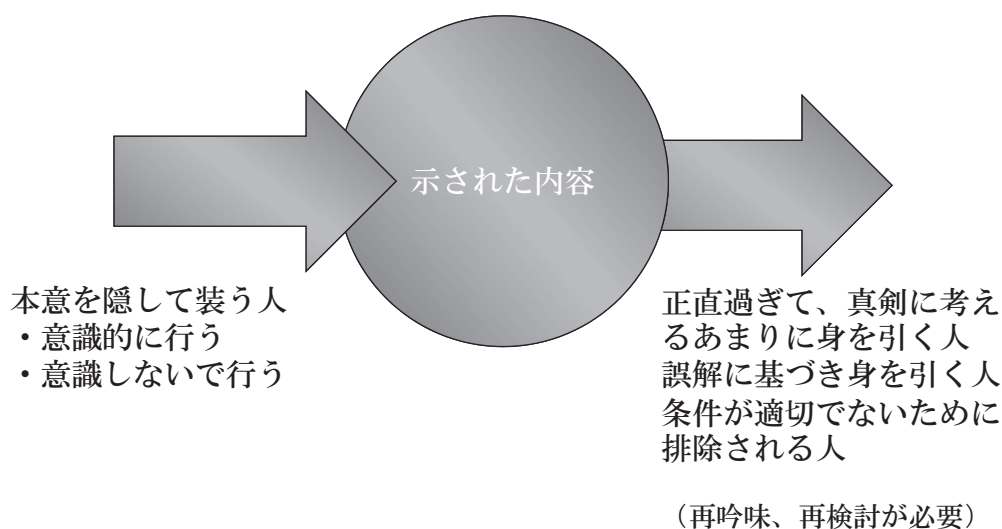 示された内容
本意を隠して装う人
・意識的に行う
・意識しないで行う
正直過ぎて、真剣に考え
るあまりに身を引く人
誤解に基づき身を引く人
条件が適切でないために
排除される人
（再吟味、再検討が必要）